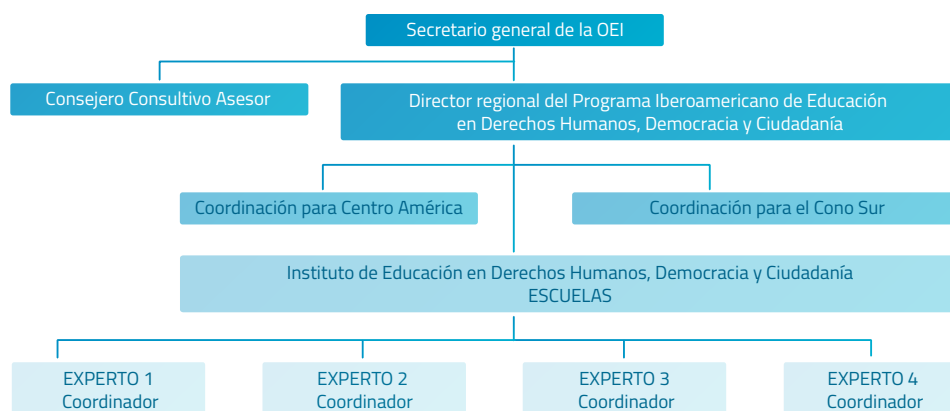 Secretario general de la OEI
Consejero Consultivo Asesor
Director regional del Programa Iberoamericano de Educación
en Derechos Humanos, Democracia y Ciudadanía
Coordinación para Centro América
Coordinación para el Cono Sur
Instituto de Educación en Derechos Humanos, Democracia y Ciudadanía
ESCUELAS
EXPERTO 1
Coordinador
EXPERTO 2
Coordinador
EXPERTO 3
Coordinador
EXPERTO 4
Coordinador